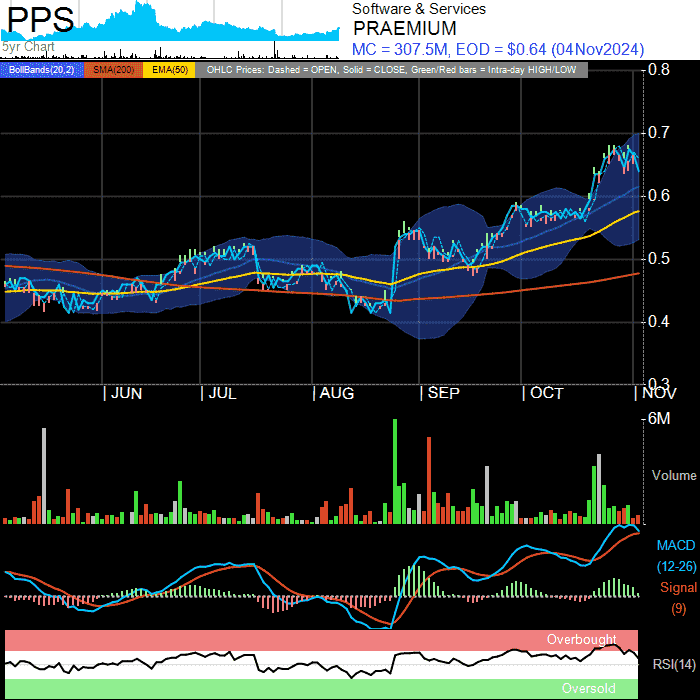 PPS
5yr Chart
Software & Services
PRAEMIUM
MC = 307.5M, EOD = $0.64 (04Nov2024)
BollBands(20,2) SMA(200) EMA(50) OHLC Prices: Dashed = OPEN, Solid = CLOSE, Green/Red bars = Intra-day HIGH/LOW
0.8
0.7
0.6
0.5
0.4
0.3
JUN JUL AUG SEP OCT NOV
6M
Volume
MACD
(12-26)
Signal
(9)
Overbought
RSI(14)
Oversold